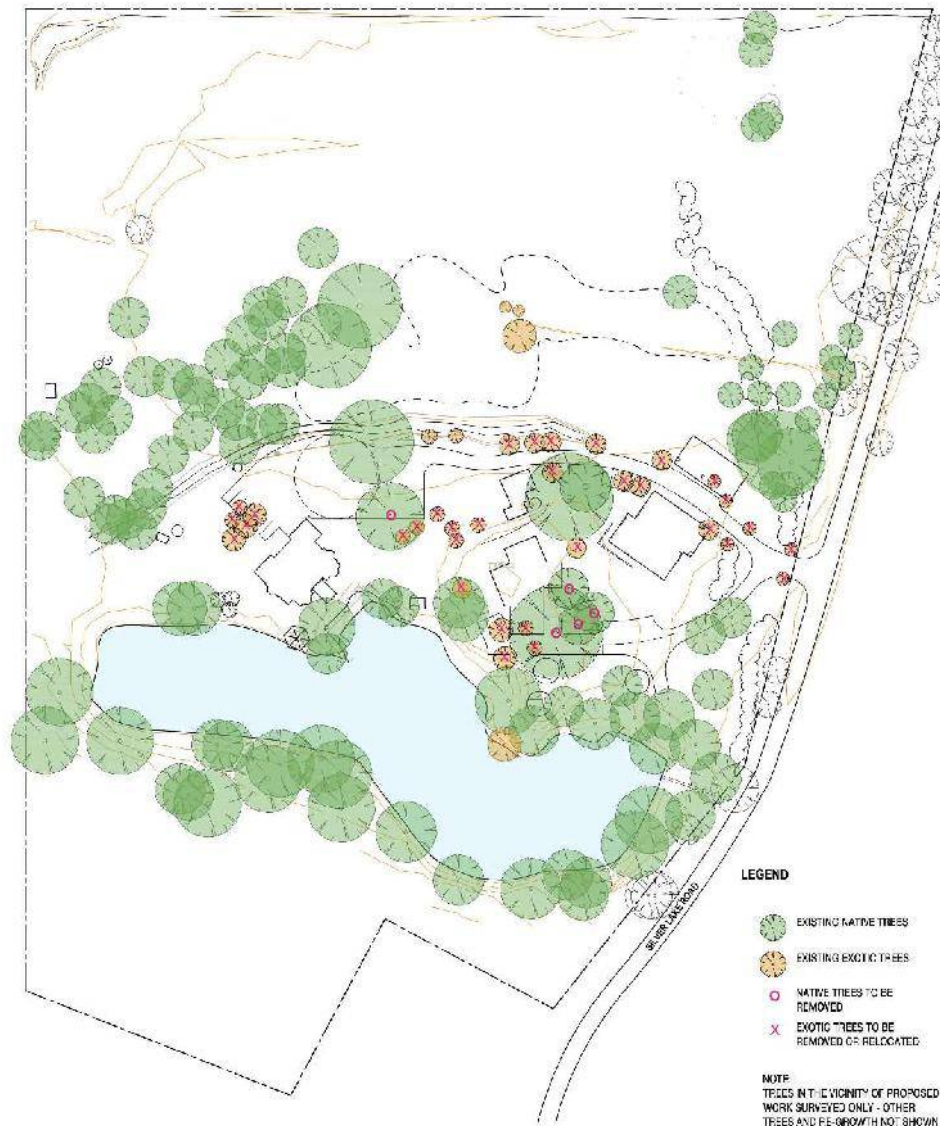 SILVER LAKE ROAD
LEGEND
EXISTING NATIVE TREES
EXISTING EXOTIC TREES
NATIVE TREES TO BE
REMOVED
EXOTIC TREES TO BE
REMOVED OR RELOCATED
NOTE
TREES IN THE VICINITY OF PROPOSED
WORK SURVEYED ONLY - OTHER
TREES AND RE-GROWTH NOT SHOWN